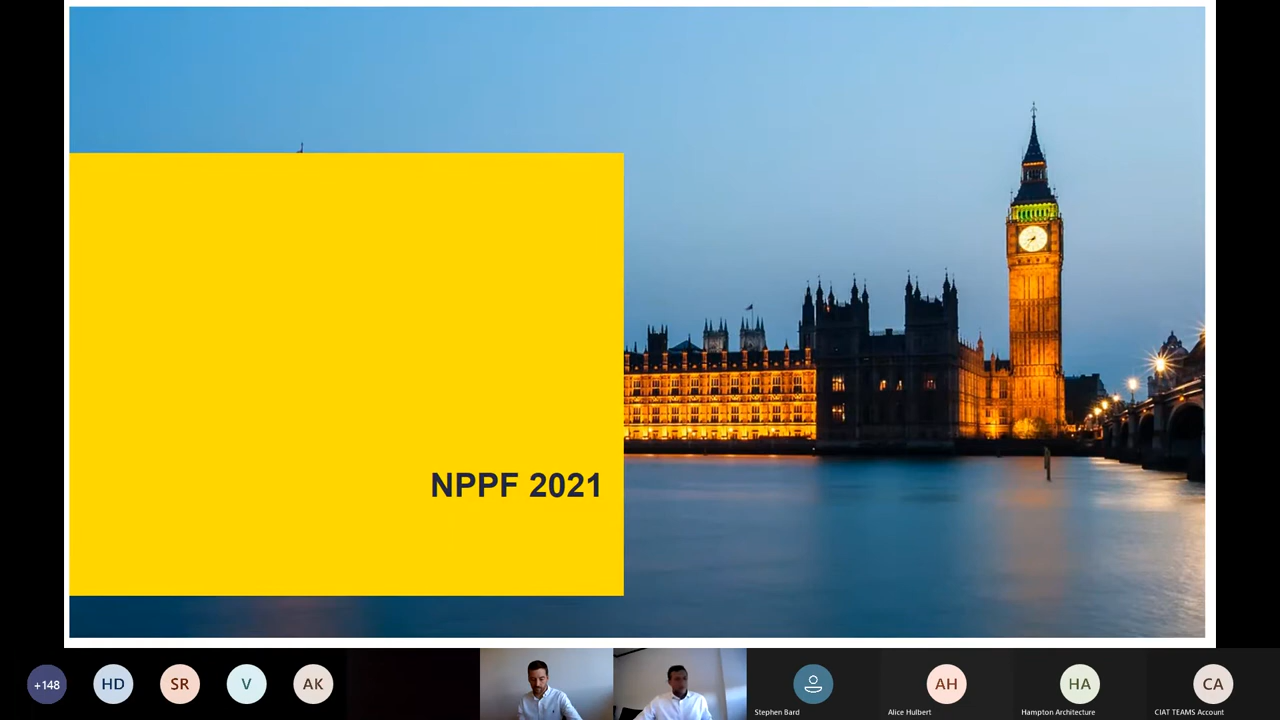 NPPF 2021
+148
HD
SR
V
AK
Stephen Bard
AH
Alice Hulbert
HA
Hampton Architecture
CA
CIAT TEAMS Account